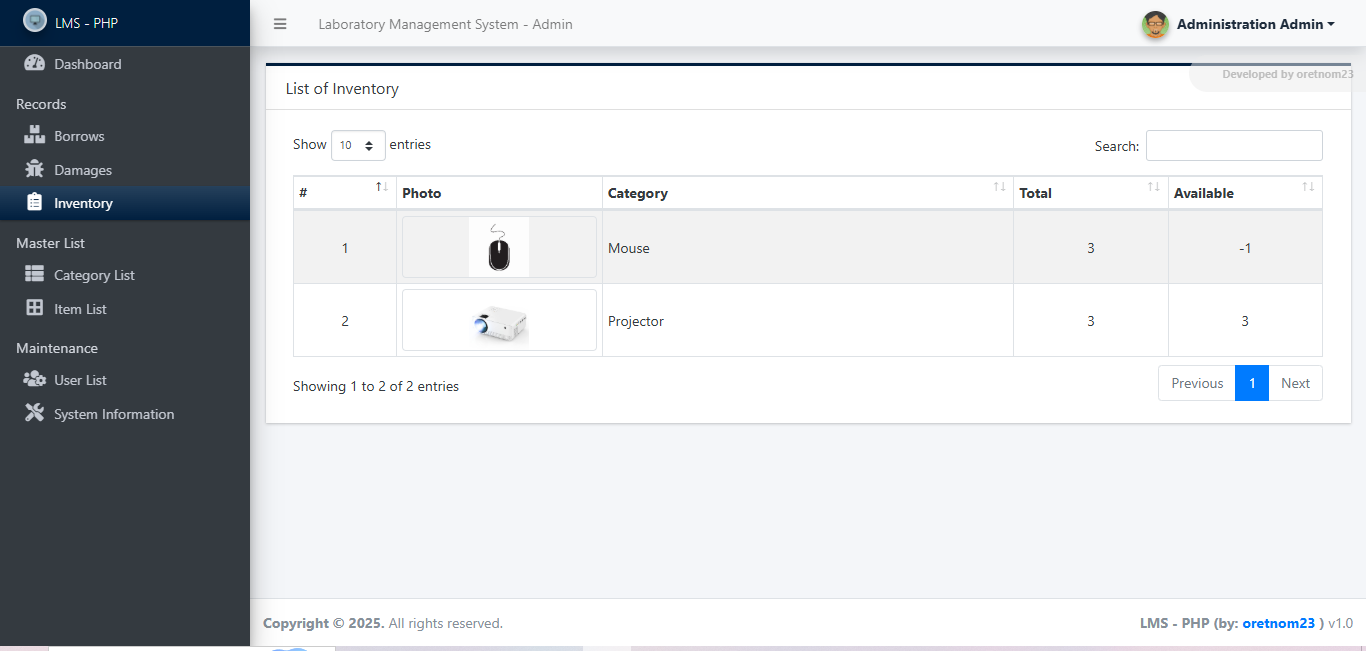 LMS - PHP
Laboratory Management System - Admin
Administration Admin
Dashboard
Records
Borrows
Damages
Inventory
Master List
Category List
Item List
Maintenance
User List
System Information
Developed by oretnom23
List of Inventory
Show 10 entries
Search:
# Photo Category Total Available
1 Mouse 3 -1
2 Projector 3 3
Showing 1 to 2 of 2 entries
Previous 1 Next
Copyright © 2025. All rights reserved.
LMS - PHP (by: oretnom23 ) v1.0